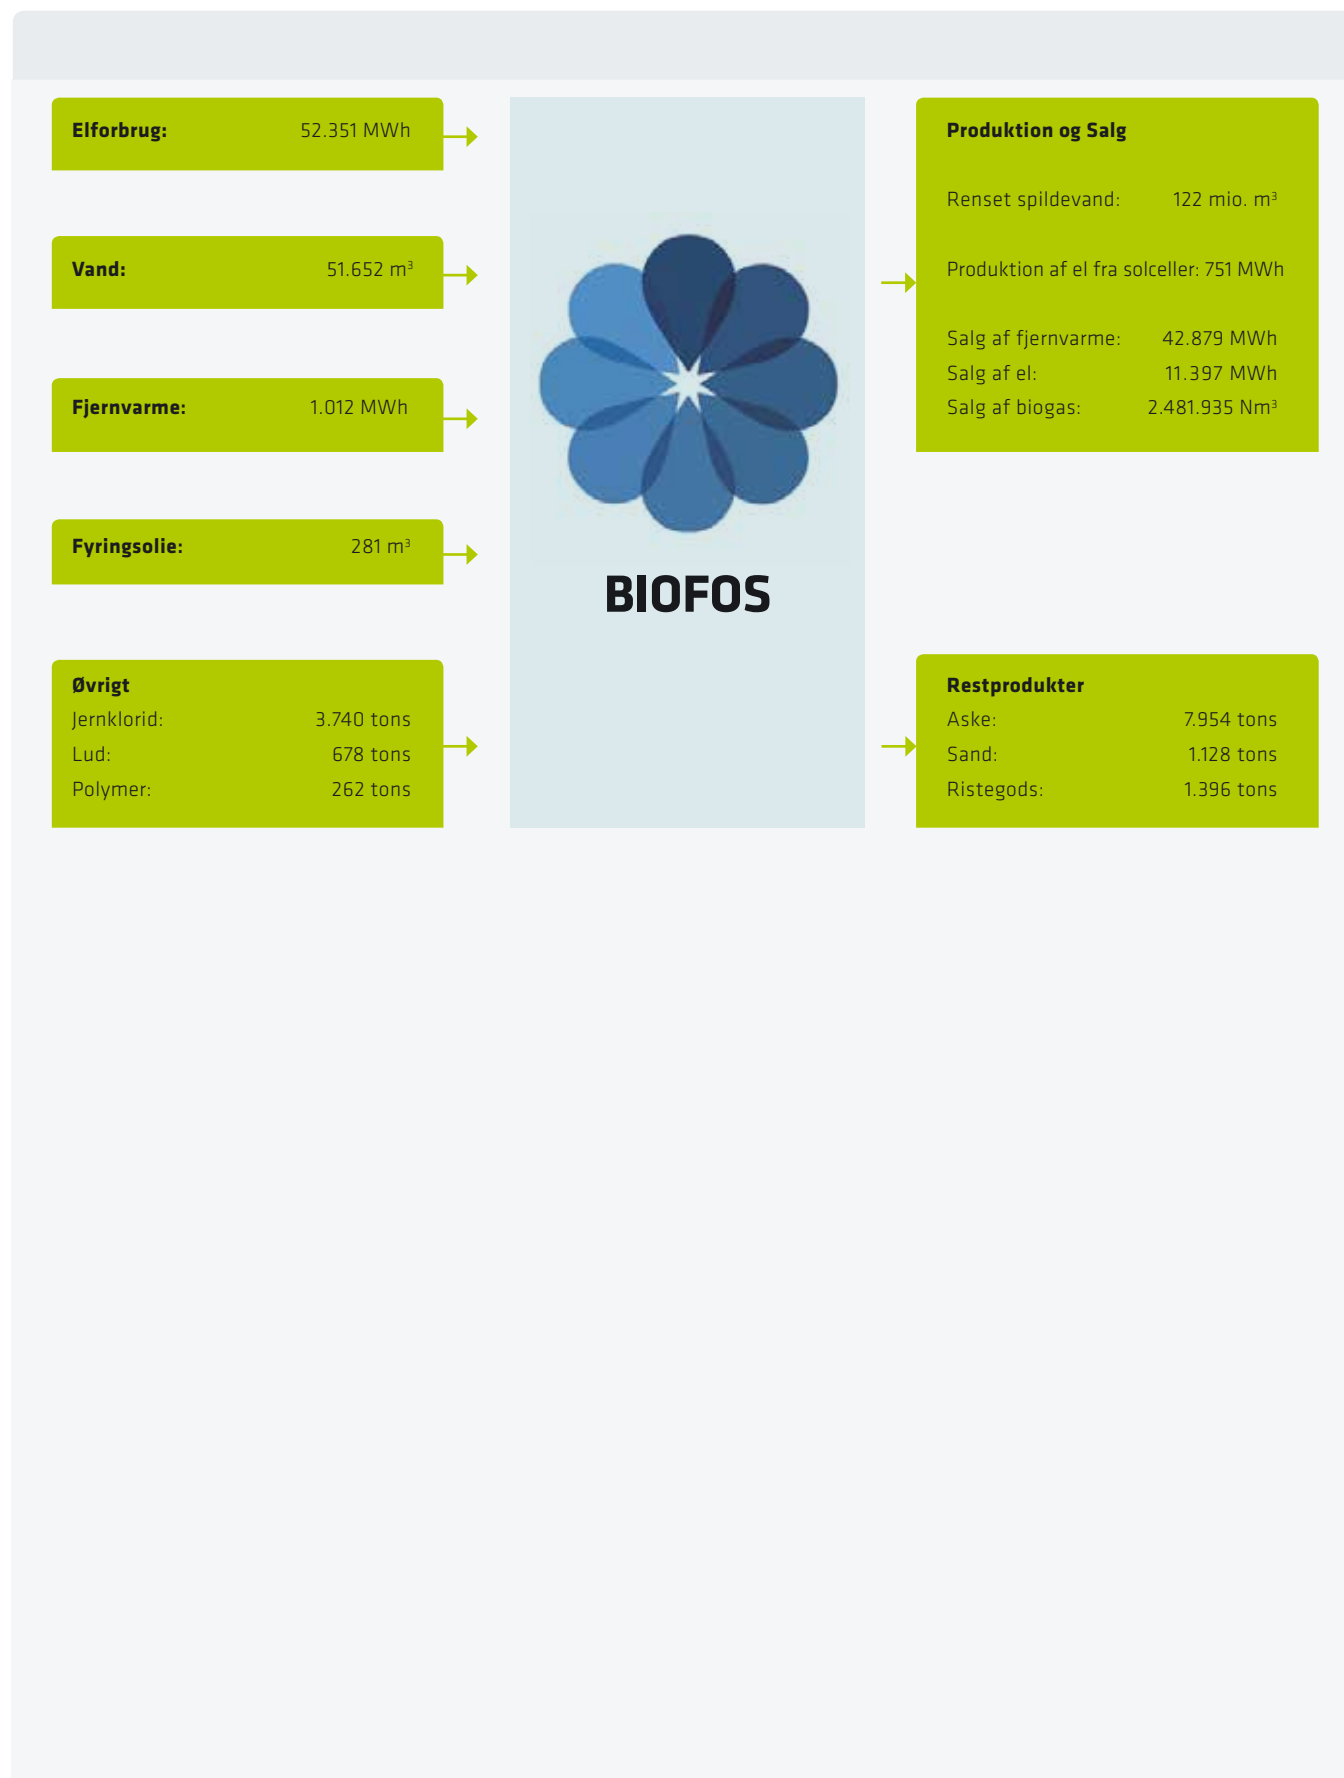 Elforbrug: 52.351 MWh
Vand: 51.652 m³
Fjernvarme: 1.012 MWh
Fyringsolie: 281 m³
Øvrigt
Jernklorid: 3.740 tons
Lud: 678 tons
Polymer: 262 tons
BIOFOS
Produktion og Salg
Renset spildevand: 122 mio. m³
Produktion af el fra solceller: 751 MWh
Salg af fjernvarme: 42.879 MWh
Salg af el: 11.397 MWh
Salg af biogas: 2.481.935 Nm³
Restprodukter
Aske: 7.954 tons
Sand: 1.128 tons
Ristegods: 1.396 tons